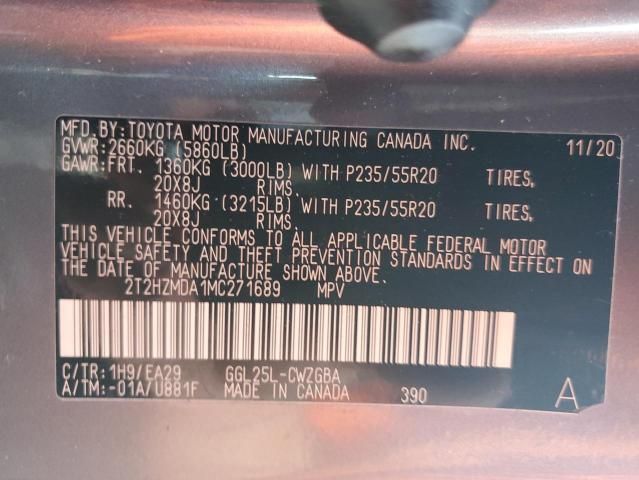 MFD.BY:TOYOTA MOTOR MANUFACTURING CANADA INC. 11/20
GVWR:2660KG (5860LB)
GAWR:FRT. 1360KG (3000LB) WITH P235/55R20 TIRES,
20X8J RIMS.
RR. 1460KG (3215LB) WITH P235/55R20 TIRES,
20X8J RIMS.
THIS VEHICLE CONFORMS TO ALL APPLICABLE FEDERAL MOTOR
VEHICLE SAFETY AND THEFT PREVENTION STANDARDS IN EFFECT ON
THE DATE OF MANUFACTURE SHOWN ABOVE.
2T2HZMDA1MC271689 MPV
C/TR:1H9/EA29 GGL25L-CWZGBA
A/TM:-01A/U881F MADE IN CANADA 390 A